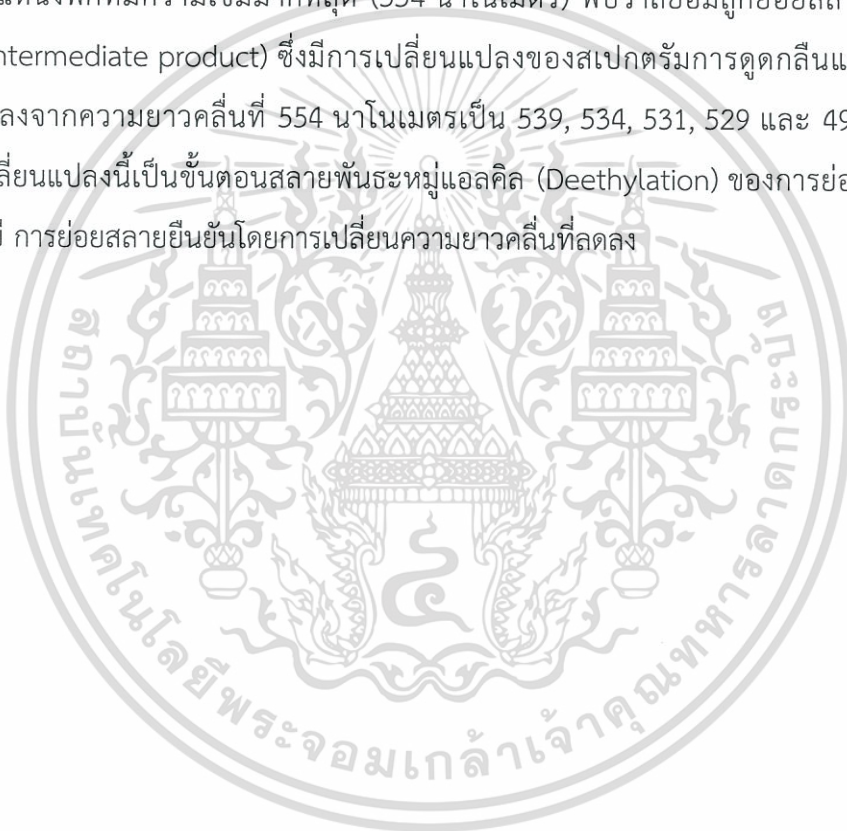 แหน่งพีกที่มีความเข้มมากที่สุด (554 นาโนเมตร) พบว่าสีย้อมถูกย่อยสล
ntermediate product) ซึ่งมีการเปลี่ยนแปลงของสเปกตรัมการดูดกลืนแ
ลงจากความยาวคลื่นที่ 554 นาโนเมตรเป็น 539, 534, 531, 529 และ 49
ลี่ยนแปลงนี้เป็นขั้นตอนสลายพันธะหมู่แอลคิล (Deethylation) ของการย่อ
การย่อยสลายยืนยันโดยการเปลี่ยนความยาวคลื่นที่ลดลง
สถาบันเทคโนโลยีพระจอมเกล้าเจ้าคุณทหารลาดกระบัง